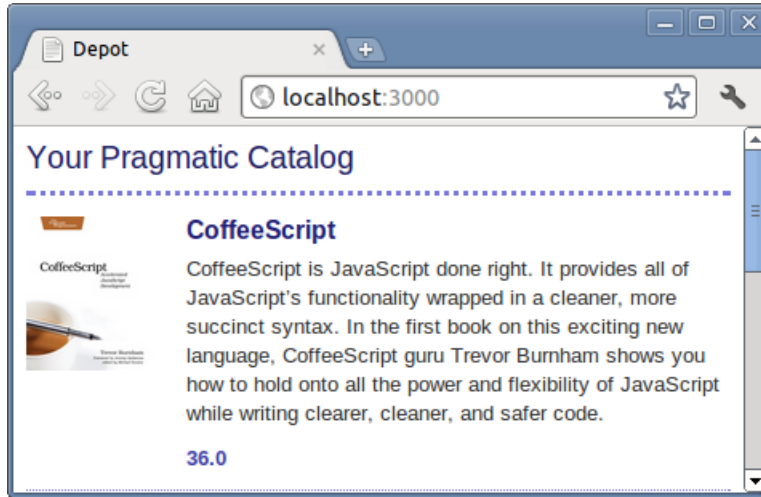 Depot
localhost:3000
Your Pragmatic Catalog
CoffeeScript
CoffeeScript is JavaScript done right. It provides all of
JavaScript's functionality wrapped in a cleaner, more
succinct syntax. In the first book on this exciting new
language, CoffeeScript guru Trevor Burnham shows you
how to hold onto all the power and flexibility of JavaScript
while writing clearer, cleaner, and safer code.
36.0
CoffeeScript
Accelerated
JavaScript
Development
Trevor Burnham